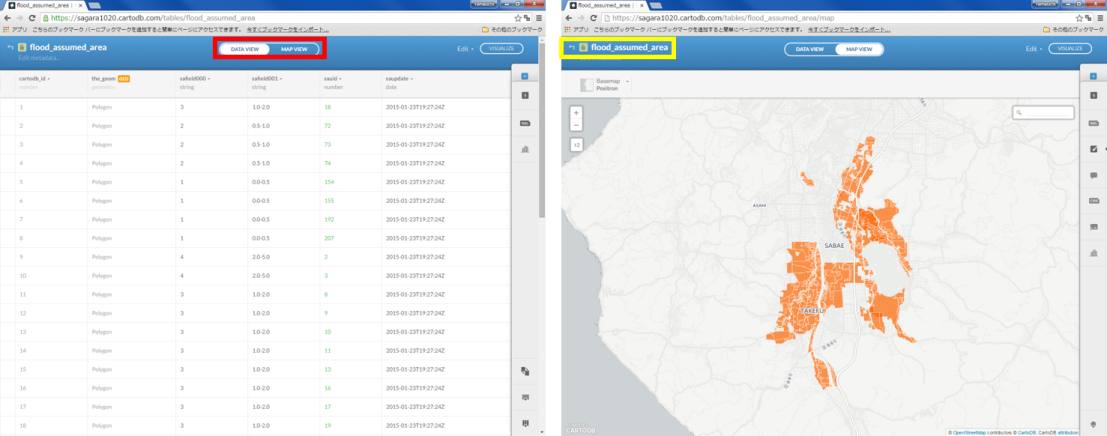 flood_assumed_area |
https://sagara1020.cartodb.com/tables/flood_assumed_area
アプリ こちらのブックマーク バーにブックマークを追加すると簡単にページにアクセスできます。 今すぐブックマークをインポート... その他のブックマーク
flood_assumed_area DATA VIEW MAP VIEW Edit VISUALIZE
Edit metadata...
cartodb_id the_geom GEO safield000 safield001 sauid saupdate
number geometry string string number date
1 Polygon 3 1.0-2.0 18 2015-01-23T19:27:24Z
2 Polygon 2 0.5-1.0 72 2015-01-23T19:27:24Z
3 Polygon 2 0.5-1.0 73 2015-01-23T19:27:24Z
4 Polygon 2 0.5-1.0 74 2015-01-23T19:27:24Z
5 Polygon 1 0.0-0.5 154 2015-01-23T19:27:24Z
6 Polygon 1 0.0-0.5 155 2015-01-23T19:27:24Z
7 Polygon 1 0.0-0.5 192 2015-01-23T19:27:24Z
8 Polygon 0.0-0.5 207 2015-01-23T19:27:24Z
9 Polygon 4 2.0-5.0 2 2015-01-23T19:27:24Z
10 Polygon 4 2.0-5.0 3 2015-01-23T19:27:24Z
11 Polygon 3 1.0-2.0 8 2015-01-23T19:27:24Z
12 Polygon 3 1.0-2.0 9 2015-01-23T19:27:24Z
13 Polygon 3 1.0-2.0 10 2015-01-23T19:27:24Z
14 Polygon 3 1.0-2.0 11 2015-01-23T19:27:24Z
15 Polygon 3 1.0-2.0 13 2015-01-23T19:27:24Z
16 Polygon 3 1.0-2.0 16 2015-01-23T19:27:24Z
17 Polygon 3 1.0-2.0 17 2015-01-23T19:27:24Z
18 Polygon 3 1.0-2.0 19 2015-01-23T19:27:24Z
flood_assumed_area |
https://sagara1020.cartodb.com/tables/flood_assumed_area/map
アプリ こちらのブックマーク バーにブックマークを追加すると簡単にページにアクセスできます。 今すぐブックマークをインポート... その他のブックマーク
flood_assumed_area DATA VIEW MAP VIEW Edit VISUALIZE
Basemap
Positron
+
-
12
ASAHI
SABAE
TAKEFU
CARTODB
© OpenStreetMap contributors © CartoDB, CartoDB attribution